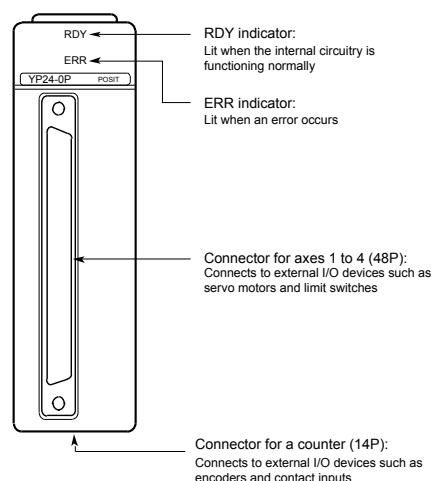 RDY
RDY indicator:
Lit when the internal circuitry is
functioning normally
ERR
YP24-0P POSIT
ERR indicator:
Lit when an error occurs
Connector for axes 1 to 4 (48P):
Connects to external I/O devices such as
servo motors and limit switches
Connector for a counter (14P):
Connects to external I/O devices such as
encoders and contact inputs